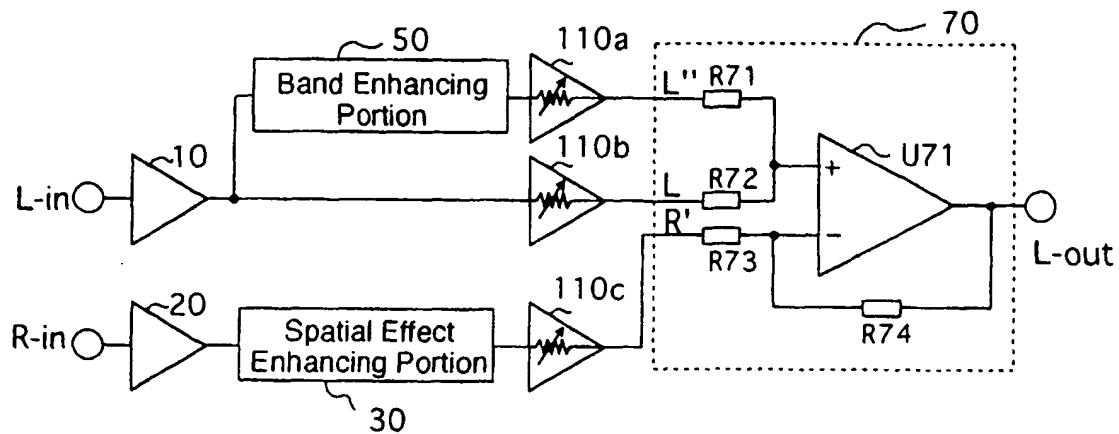 50
110a
70
Band Enhancing
Portion
L'' R71
10
110b
U71
+
L-in
L R72
R'
−
R73
L-out
20
110c
R74
R-in
Spatial Effect
Enhancing Portion
30